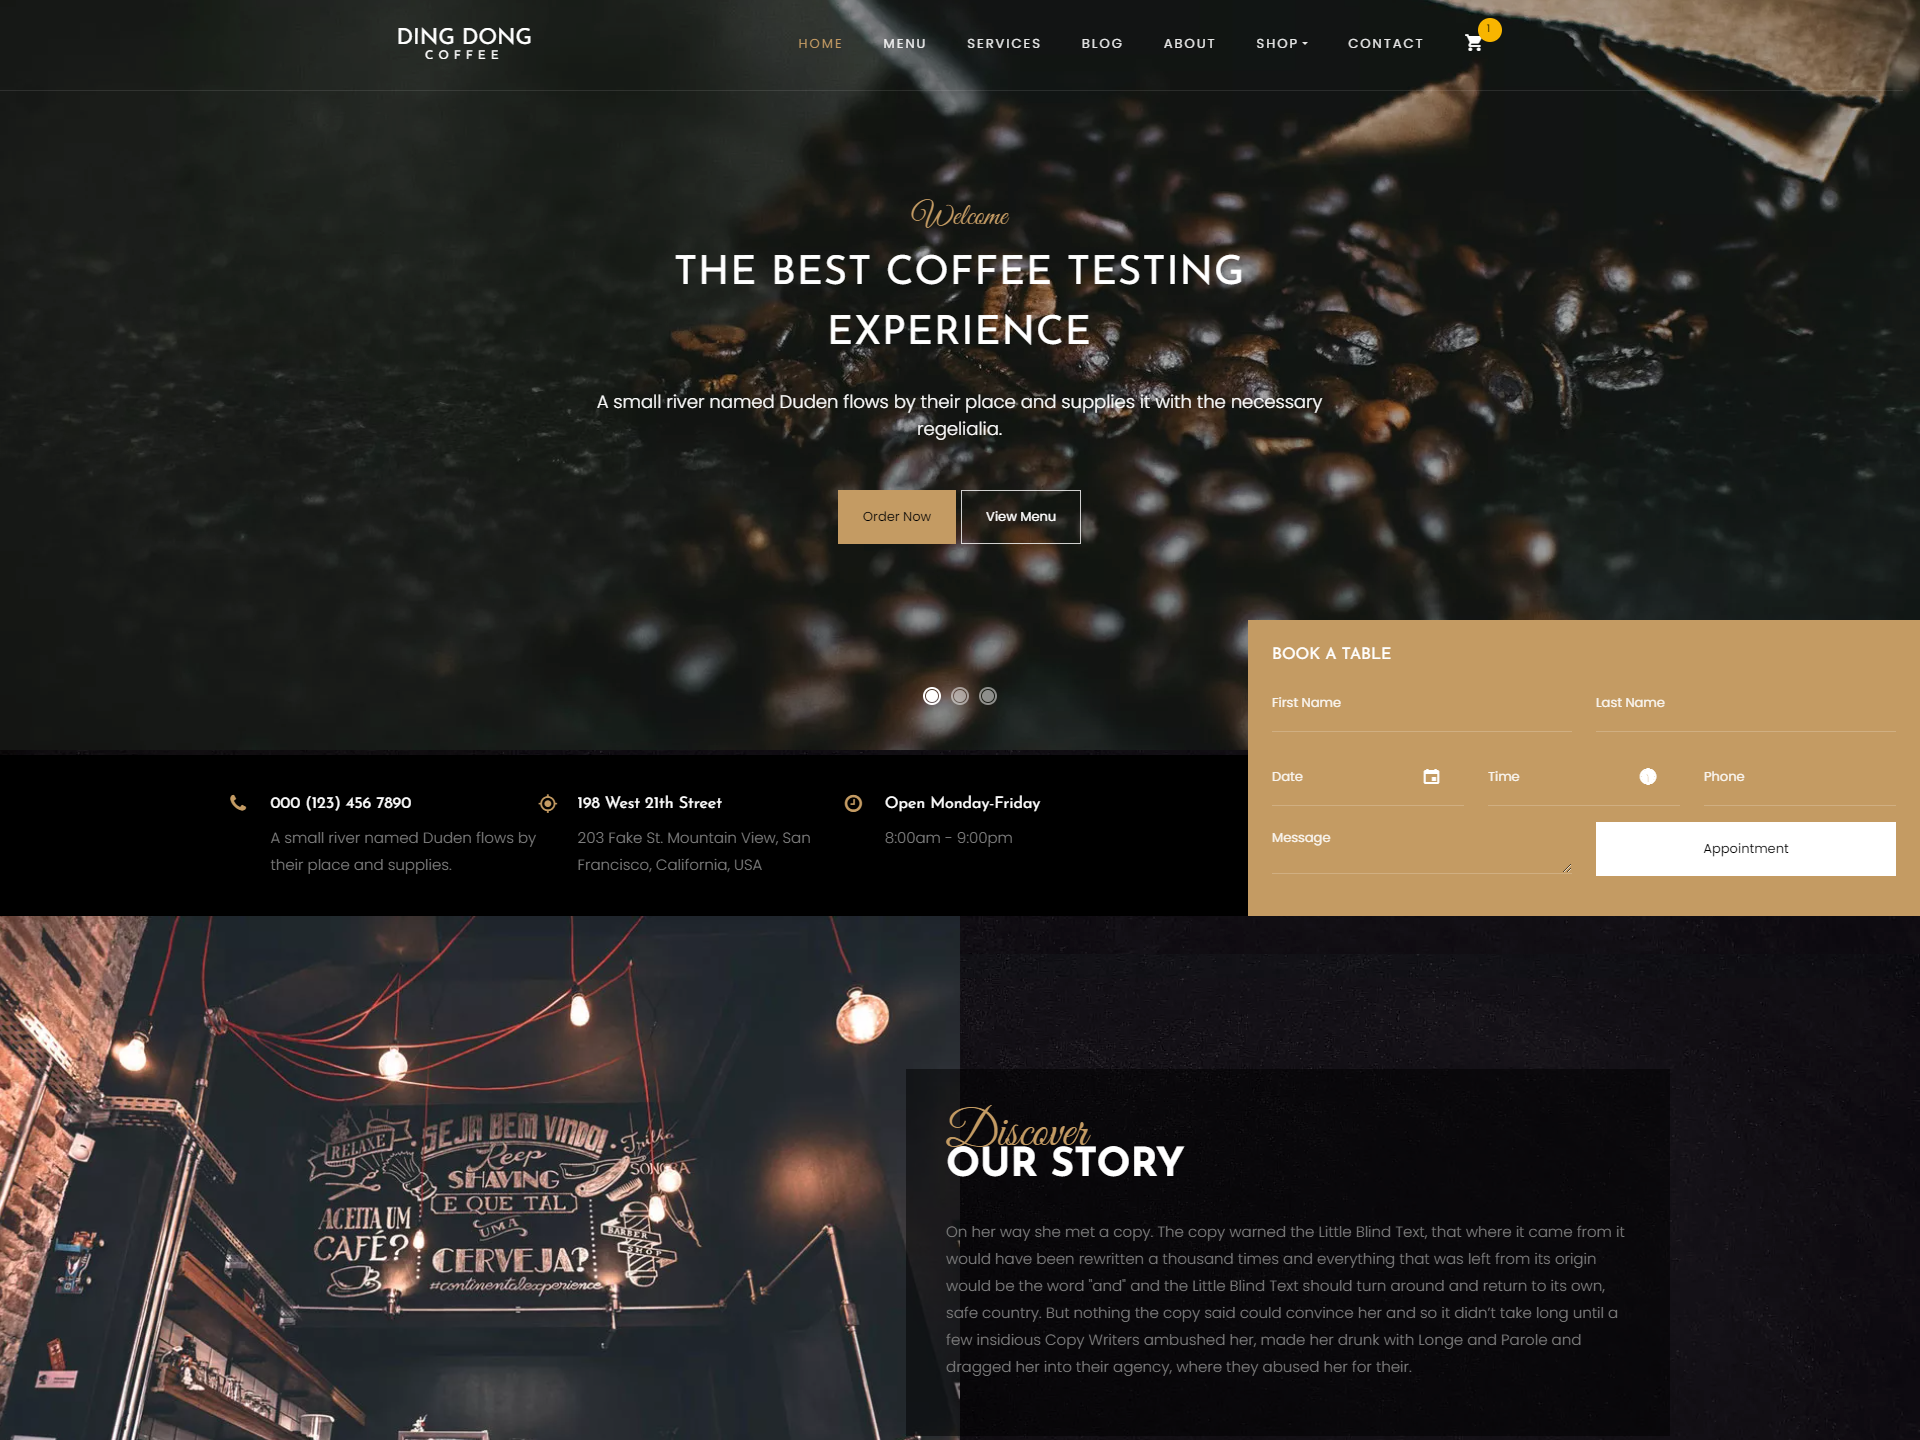 DING DONG
COFFEE
HOME MENU SERVICES BLOG ABOUT SHOP CONTACT 1
Welcome
THE BEST COFFEE TESTING
EXPERIENCE
A small river named Duden flows by their place and supplies it with the necessary
regelialia.
Order Now View Menu
BOOK A TABLE
First Name Last Name
Date Time Phone
Message Appointment
000 (123) 456 7890
A small river named Duden flows by
their place and supplies.
198 West 21th Street
203 Fake St. Mountain View, San
Francisco, California, USA
Open Monday-Friday
8:00am - 9:00pm
RELAXE
SEJA BEM VINDO!
Trilha
SONORA
Keep
SHAVING
E QUE TAL
UMA
ACEITA UM
CAFÉ?
CERVEJA?
BARBER
SHOP
#continentalexperience
Discover
OUR STORY
On her way she met a copy. The copy warned the Little Blind Text, that where it came from it
would have been rewritten a thousand times and everything that was left from its origin
would be the word "and" and the Little Blind Text should turn around and return to its own,
safe country. But nothing the copy said could convince her and so it didn't take long until a
few insidious Copy Writers ambushed her, made her drunk with Longe and Parole and
dragged her into their agency, where they abused her for their.